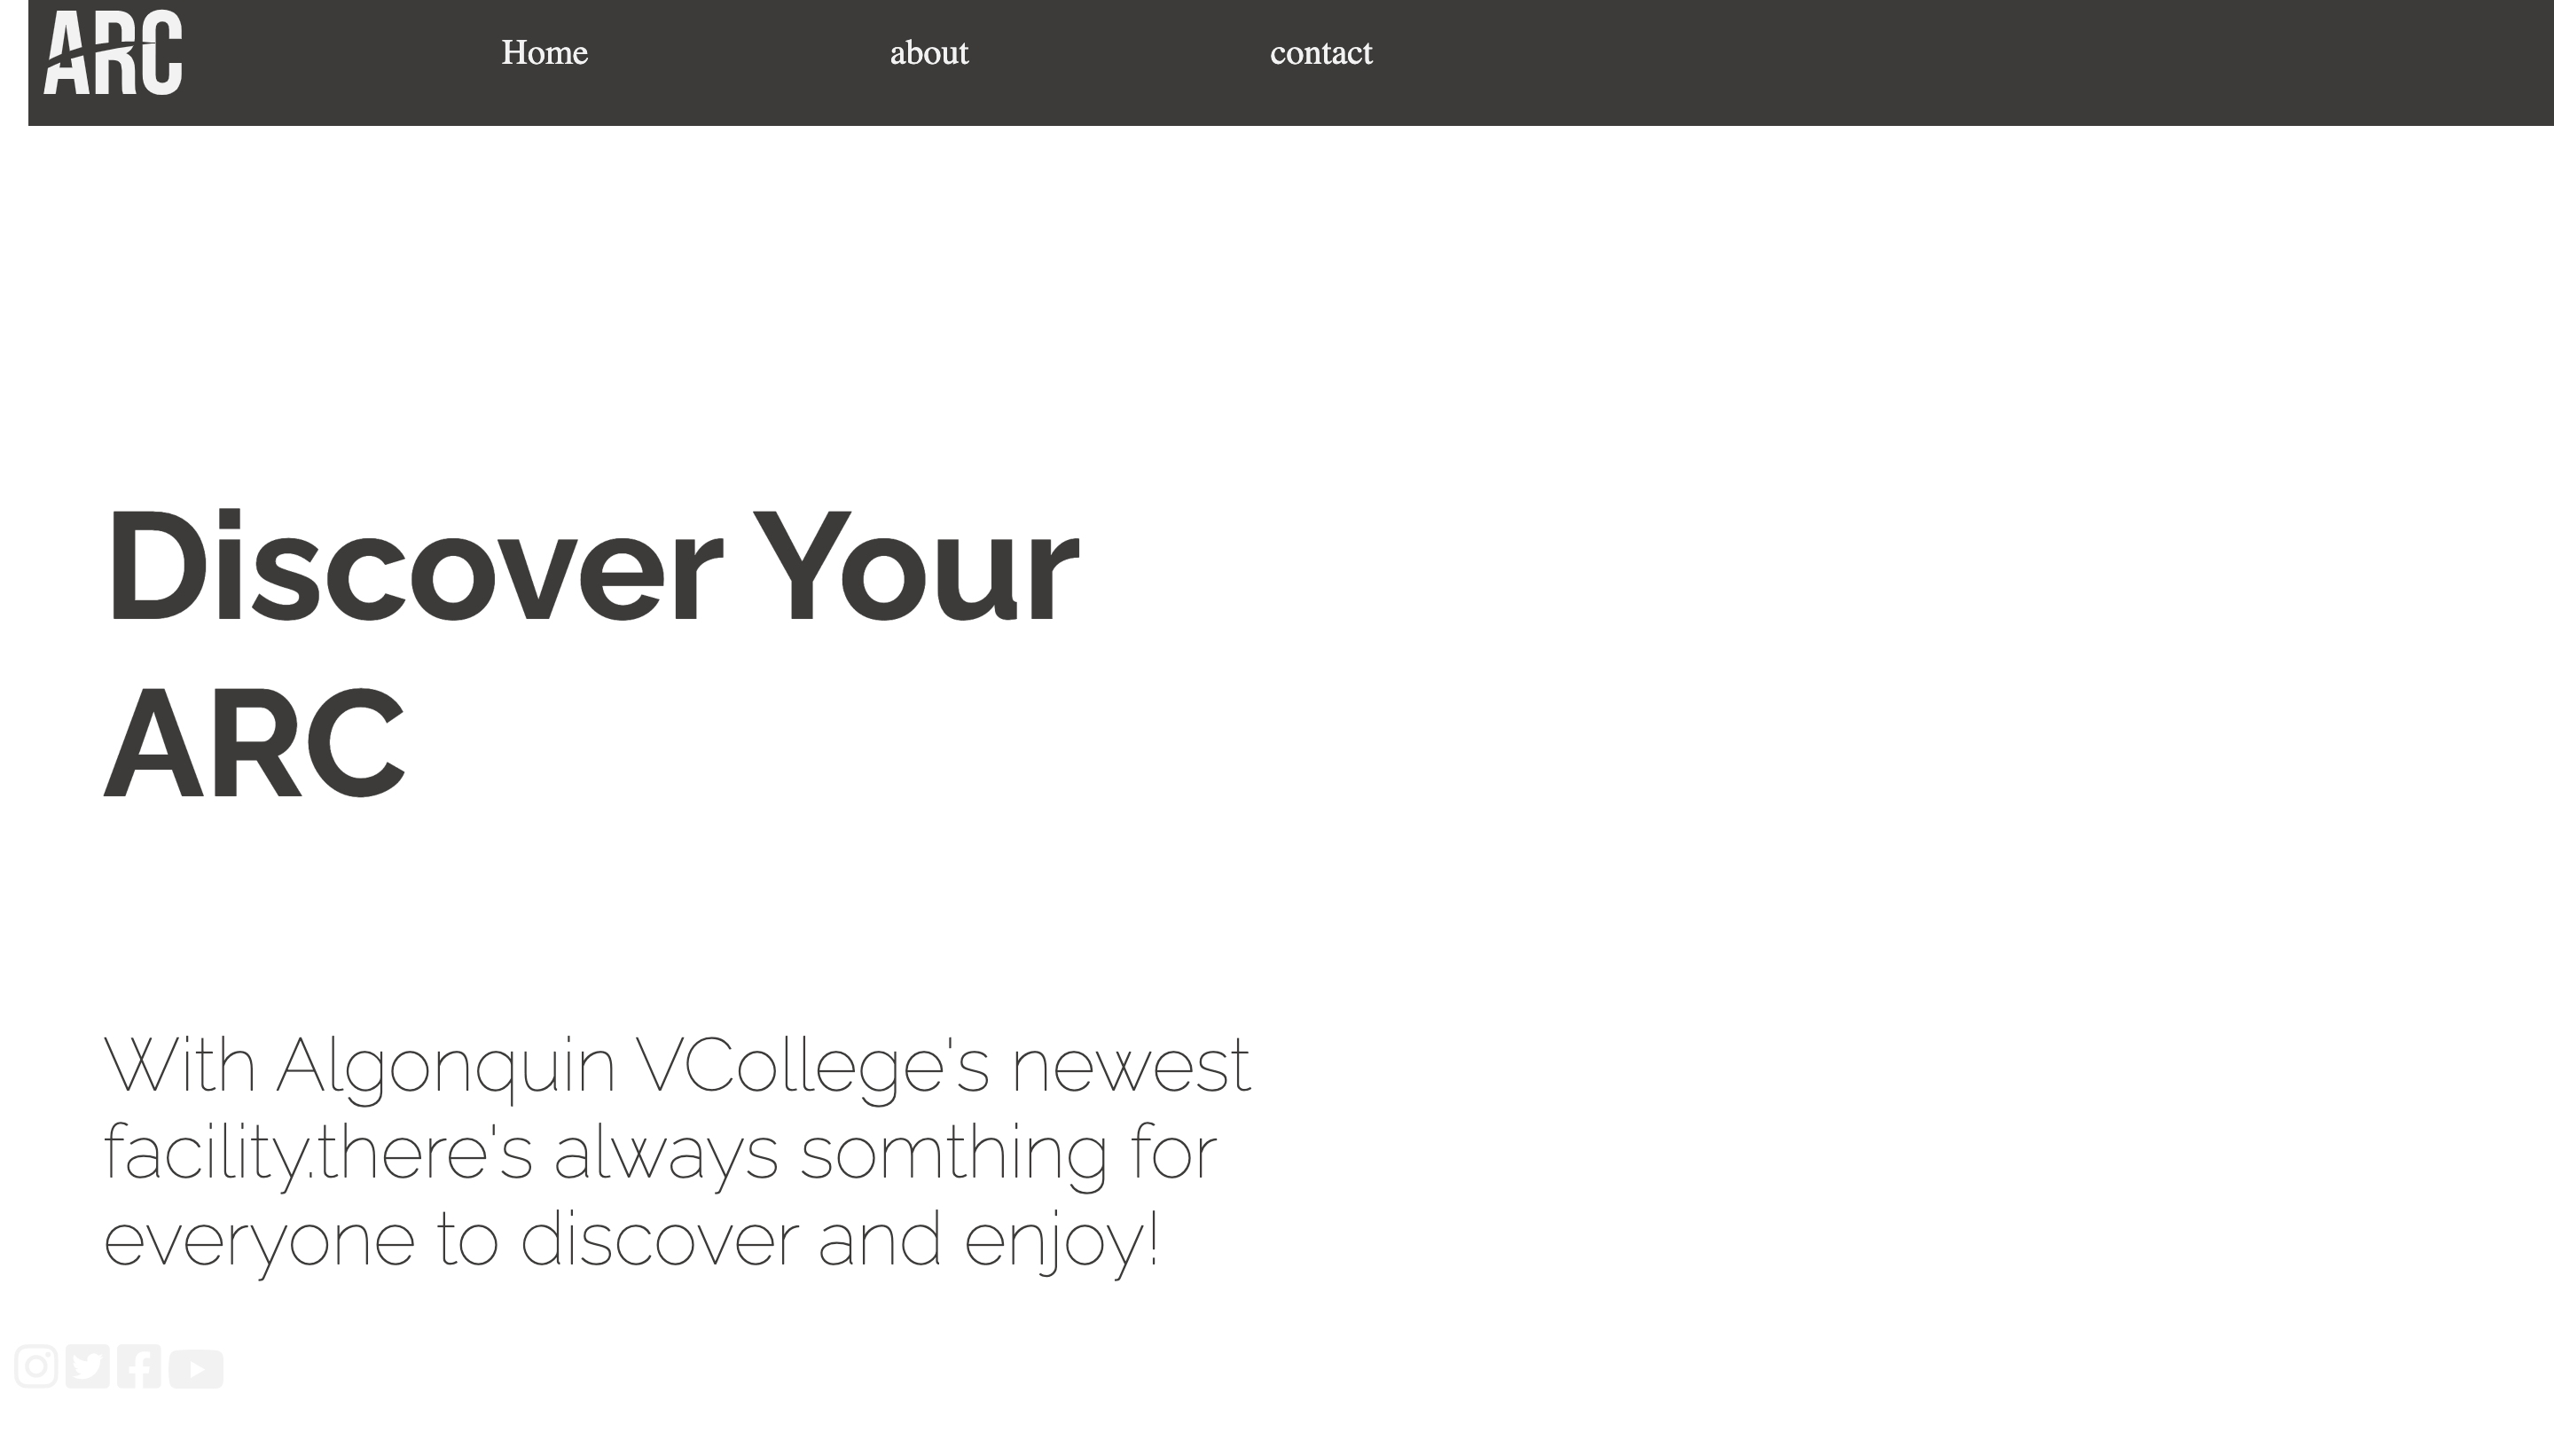 ARC
Home about contact
Discover Your
ARC
With Algonquin VCollege's newest
facility.there's always somthing for
everyone to discover and enjoy!